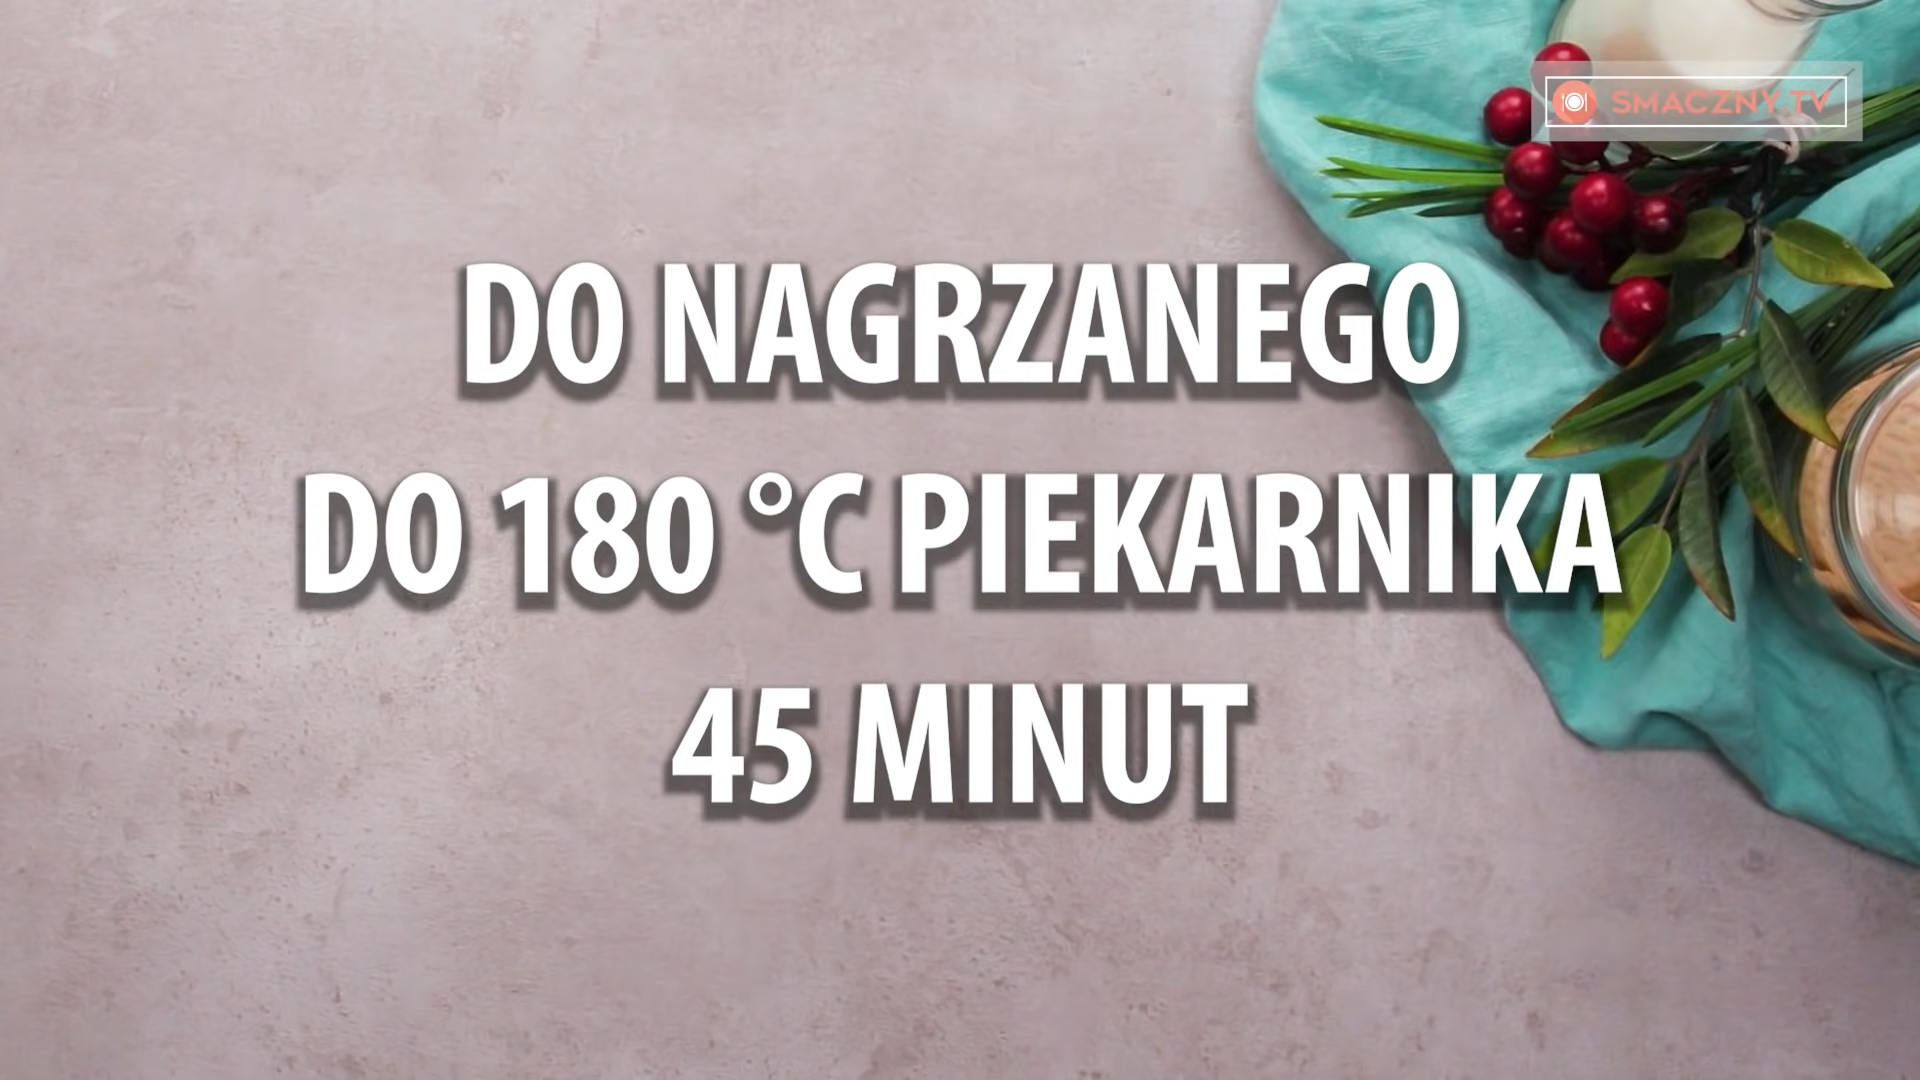 SMACZNY.TV
DO NAGRZANEGO
DO 180 °C PIEKARNIKA
45 MINUT